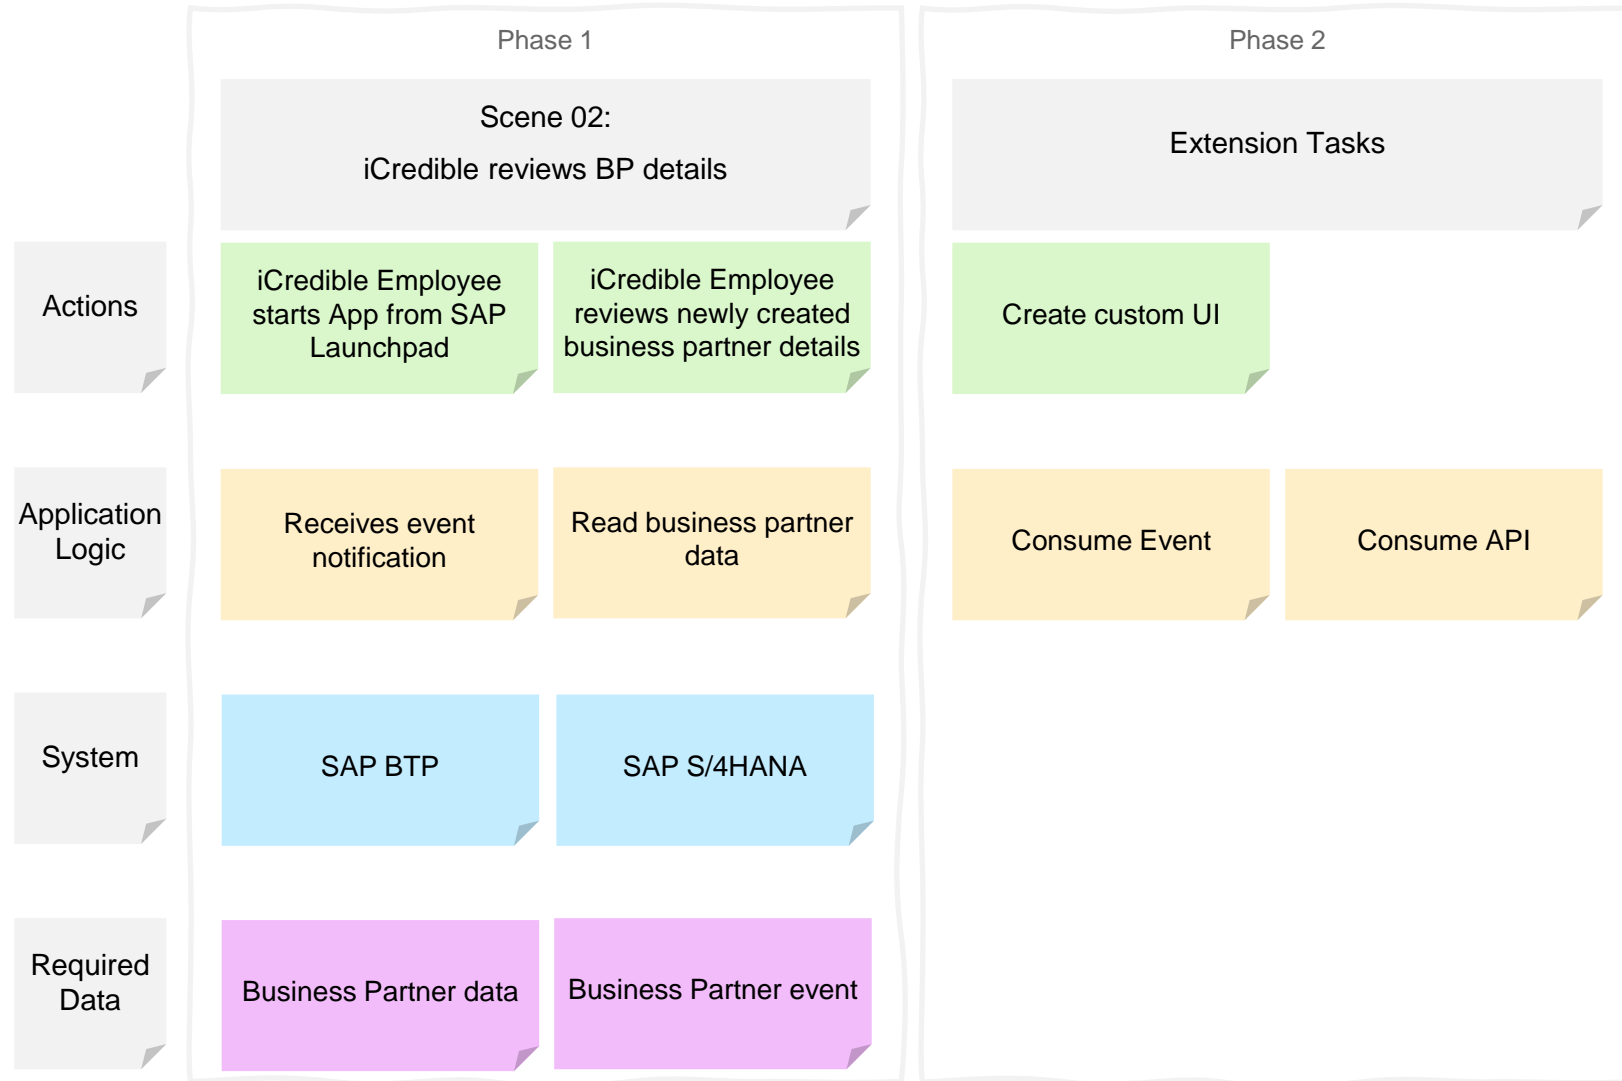 Phase 1
Phase 2
Scene 02:
iCredible reviews BP details
Extension Tasks
Actions
iCredible Employee
starts App from SAP
Launchpad
iCredible Employee
reviews newly created
business partner details
Create custom UI
Application
Logic
Receives event
notification
Read business partner
data
Consume Event
Consume API
System
SAP BTP
SAP S/4HANA
Required
Data
Business Partner data
Business Partner event